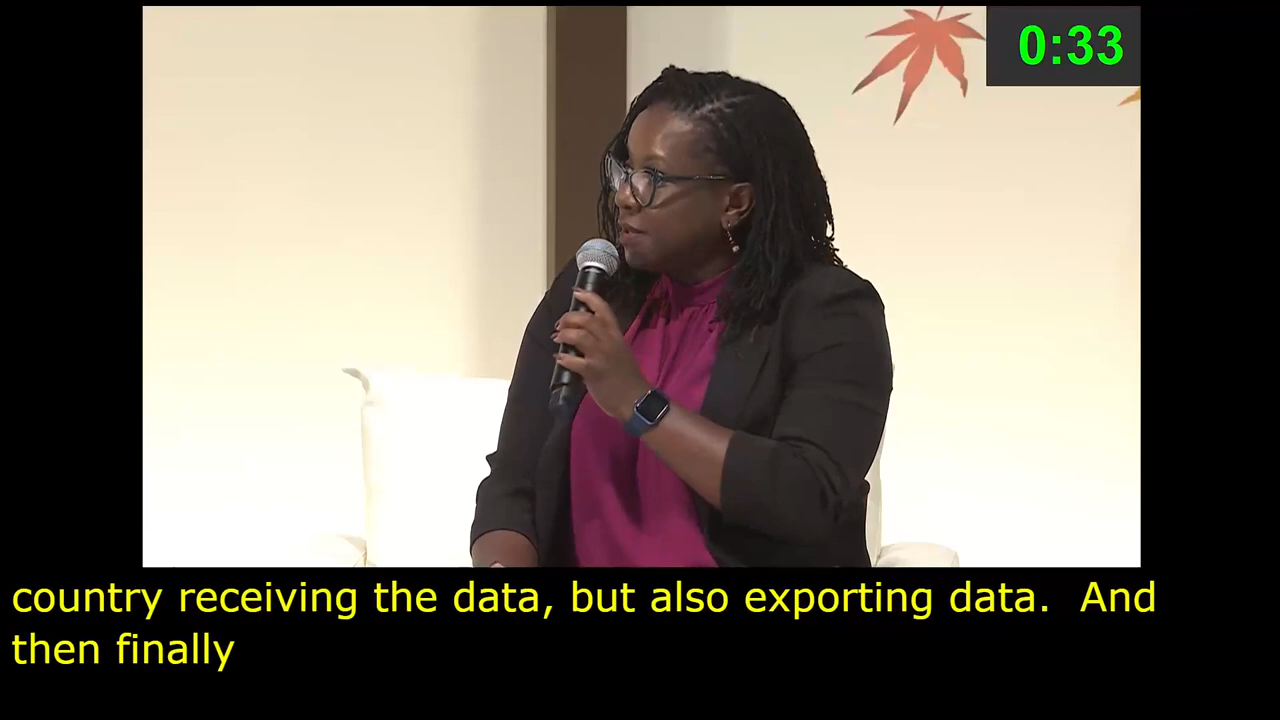 0:33
country receiving the data, but also exporting data.  And
then finally